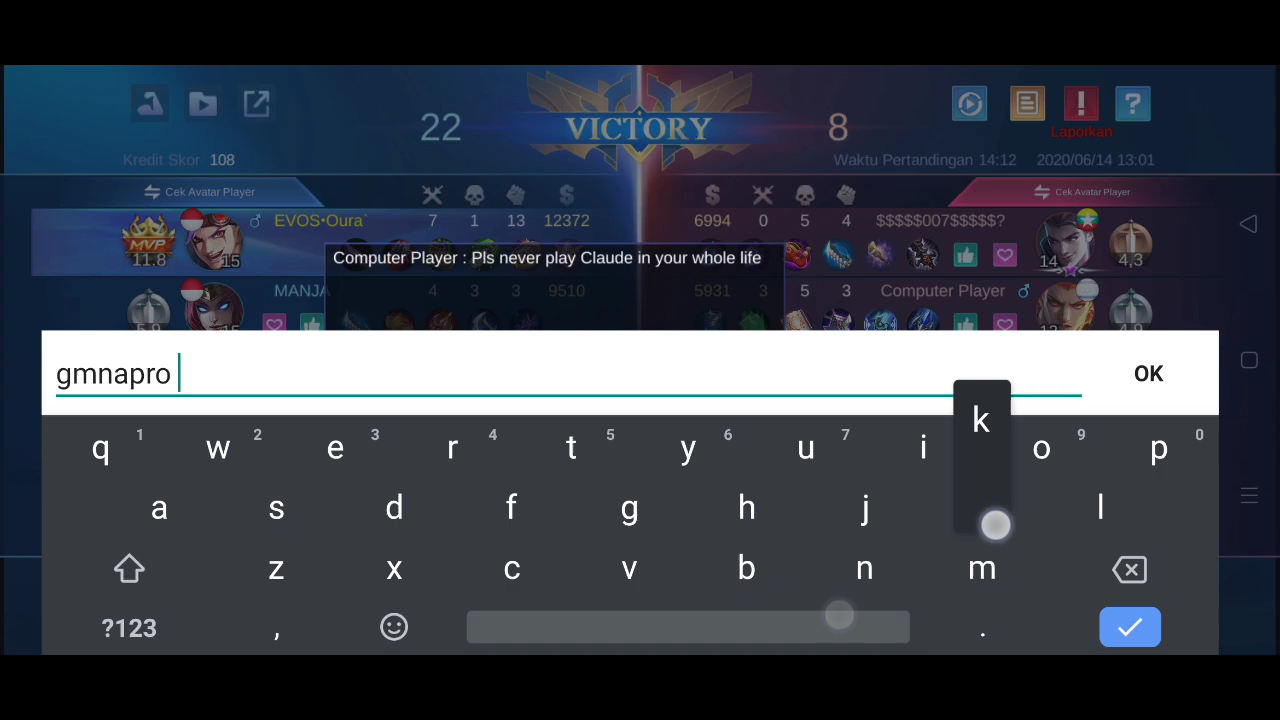 22 VICTORY 8
Laporkan
Kredit Skor 108 Waktu Pertandingan 14:12 2020/06/14 13:01
Cek Avatar Player Cek Avatar Player
MVP 11.8 15 EVOS•Oura` 7 1 13 12372 6994 0 5 4 $$$$$007$$$$$? 14 4,3
Computer Player : Pls never play Claude in your whole life
MANJA 4 3 3 9510 5931 3 5 3 Computer Player
gmnapro OK
k
q 1 w 2 e 3 r 4 t 5 y 6 u 7 i o 9 p 0
a s d f g h j l
z x c v b n m
?123 , .